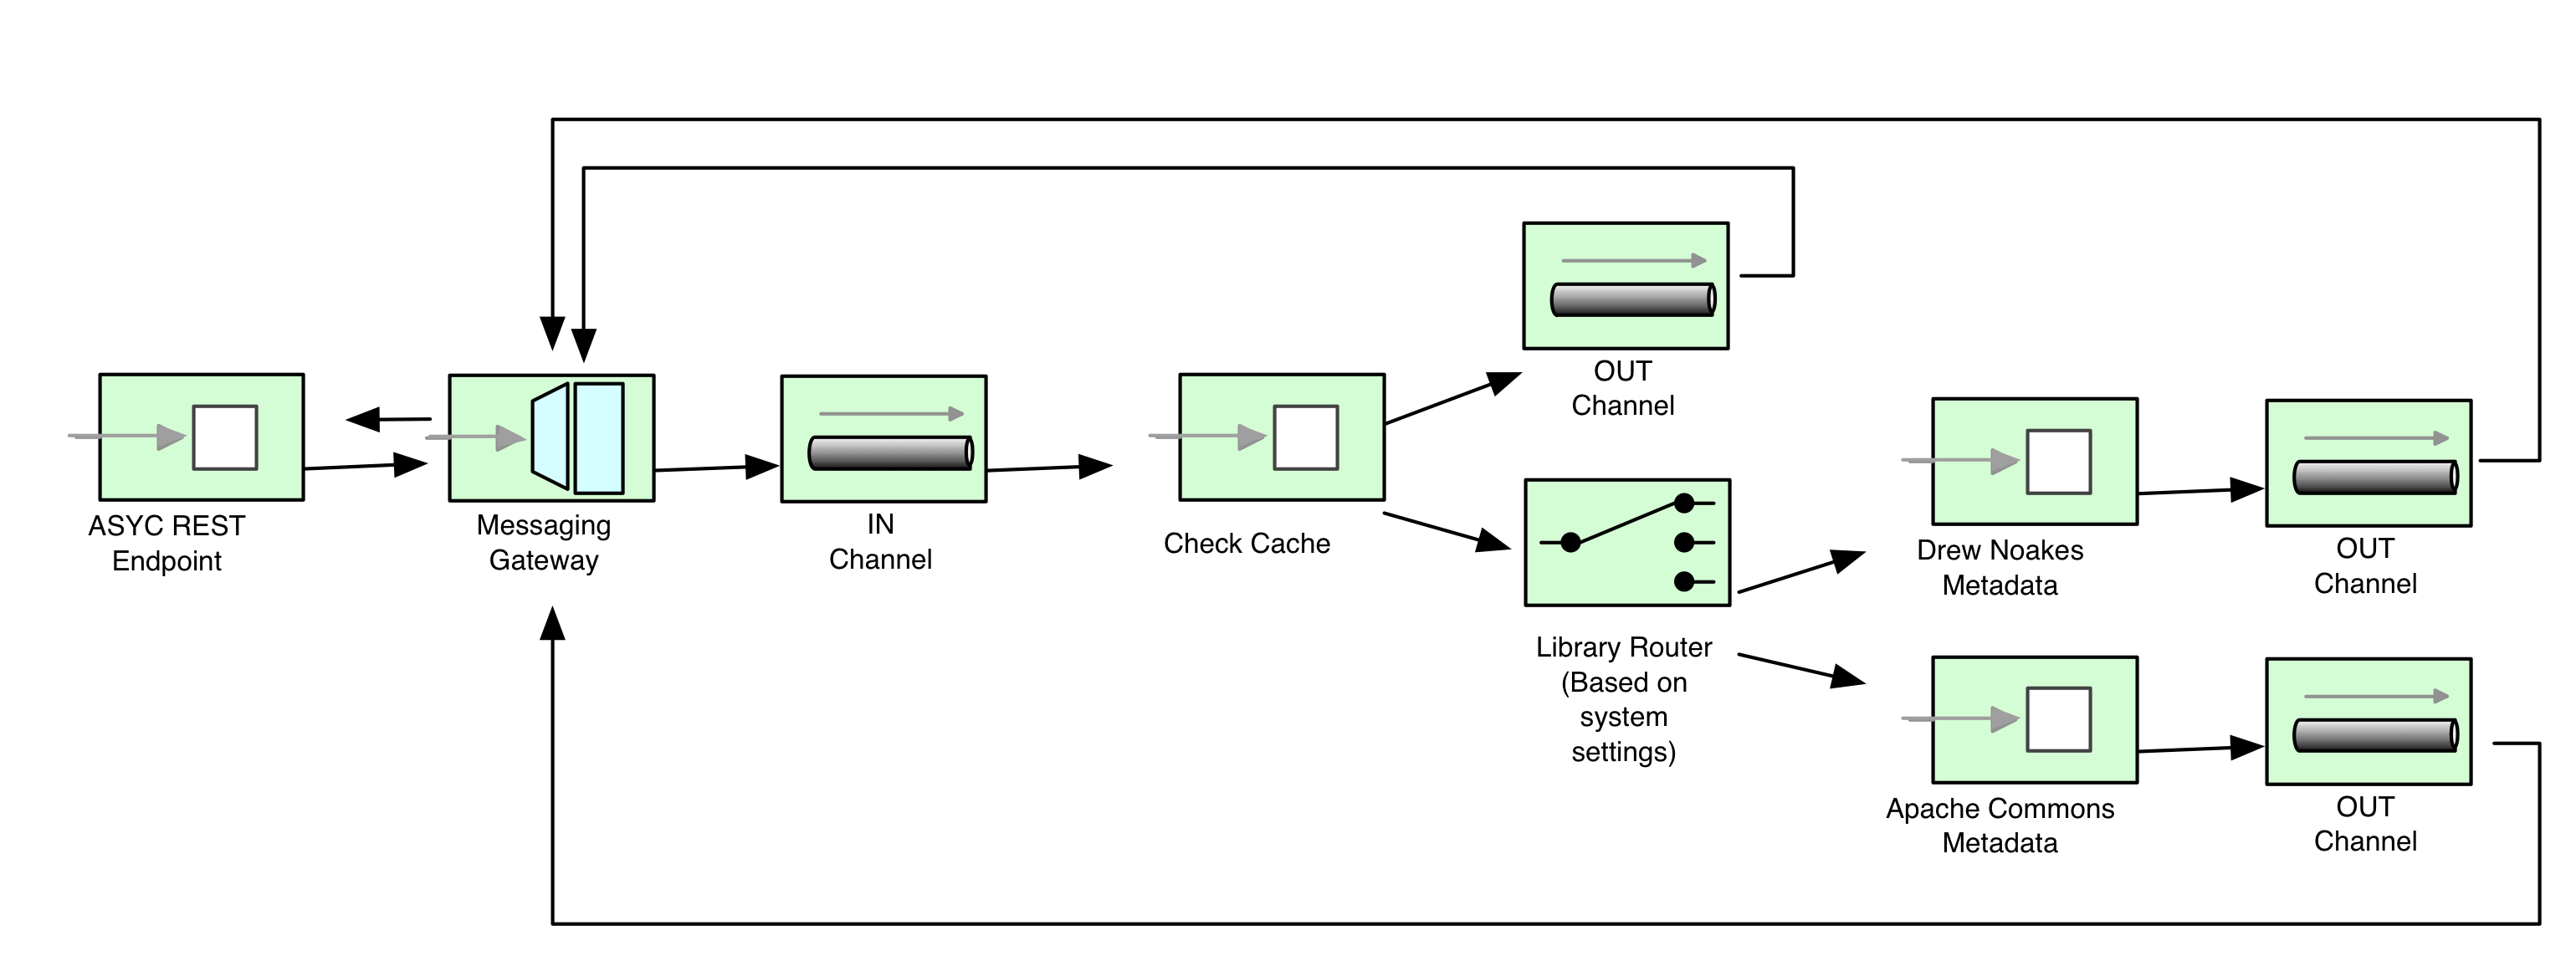 ASYC REST
Endpoint
Messaging
Gateway
IN
Channel
Check Cache
OUT
Channel
Library Router
(Based on
system
settings)
Drew Noakes
Metadata
OUT
Channel
Apache Commons
Metadata
OUT
Channel